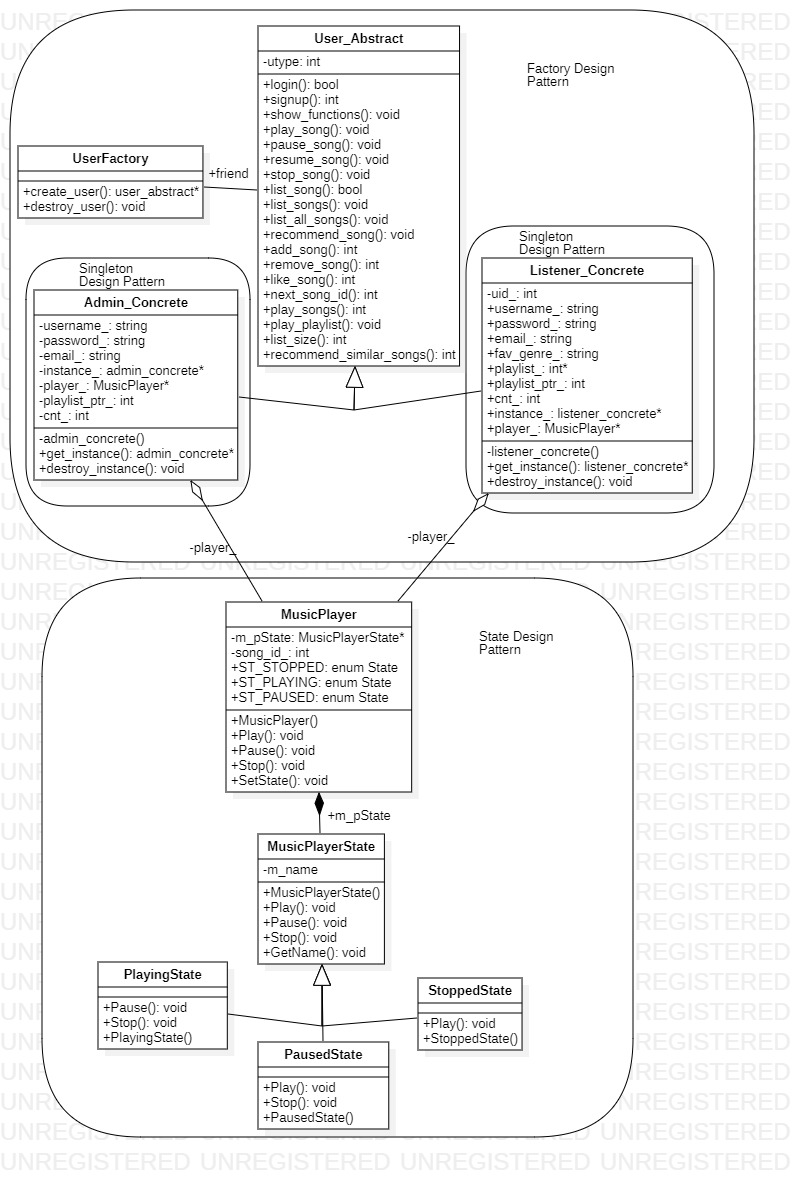 User_Abstract
-utype: int
+login(): bool
+signup(): int
+show_functions(): void
+play_song(): void
+pause_song(): void
+resume_song(): void
+stop_song(): void
+list_song(): bool
+list_songs(): void
+list_all_songs(): void
+recommend_song(): void
+add_song(): int
+remove_song(): int
+like_song(): int
+next_song_id(): int
+play_songs(): int
+play_playlist(): void
+list_size(): int
+recommend_similar_songs(): int
Factory Design
Pattern
UserFactory
+create_user(): user_abstract*
+destroy_user(): void
+friend
Singleton
Design Pattern
Admin_Concrete
-username_: string
-password_: string
-email_: string
-instance_: admin_concrete*
-player_: MusicPlayer*
-playlist_ptr_: int
-cnt_: int
-admin_concrete()
+get_instance(): admin_concrete*
+destroy_instance(): void
Singleton
Design Pattern
Listener_Concrete
-uid_: int
+username_: string
+password_: string
+email_: string
+fav_genre_: string
+playlist_: int*
+playlist_ptr_: int
+cnt_: int
+instance_: listener_concrete*
+player_: MusicPlayer*
-listener_concrete()
+get_instance(): listener_concrete*
+destroy_instance(): void
-player_
-player_
State Design
Pattern
MusicPlayer
-m_pState: MusicPlayerState*
-song_id_: int
+ST_STOPPED: enum State
+ST_PLAYING: enum State
+ST_PAUSED: enum State
+MusicPlayer()
+Play(): void
+Pause(): void
+Stop(): void
+SetState(): void
+m_pState
MusicPlayerState
-m_name
+MusicPlayerState()
+Play(): void
+Pause(): void
+Stop(): void
+GetName(): void
PlayingState
+Pause(): void
+Stop(): void
+PlayingState()
StoppedState
+Play(): void
+StoppedState()
PausedState
+Play(): void
+Stop(): void
+PausedState()
UNREGISTERED UNREGISTERED UNREGISTERED UNREGISTERED